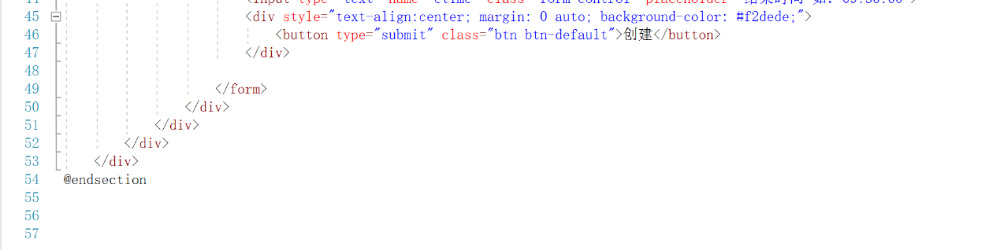 45 <div style="text-align:center; margin: 0 auto; background-color: #f2dede;">
46 <button type="submit" class="btn btn-default">创建</button>
47 </div>
48
49 </form>
50 </div>
51 </div>
52 </div>
53 </div>
54 @endsection
55
56
57